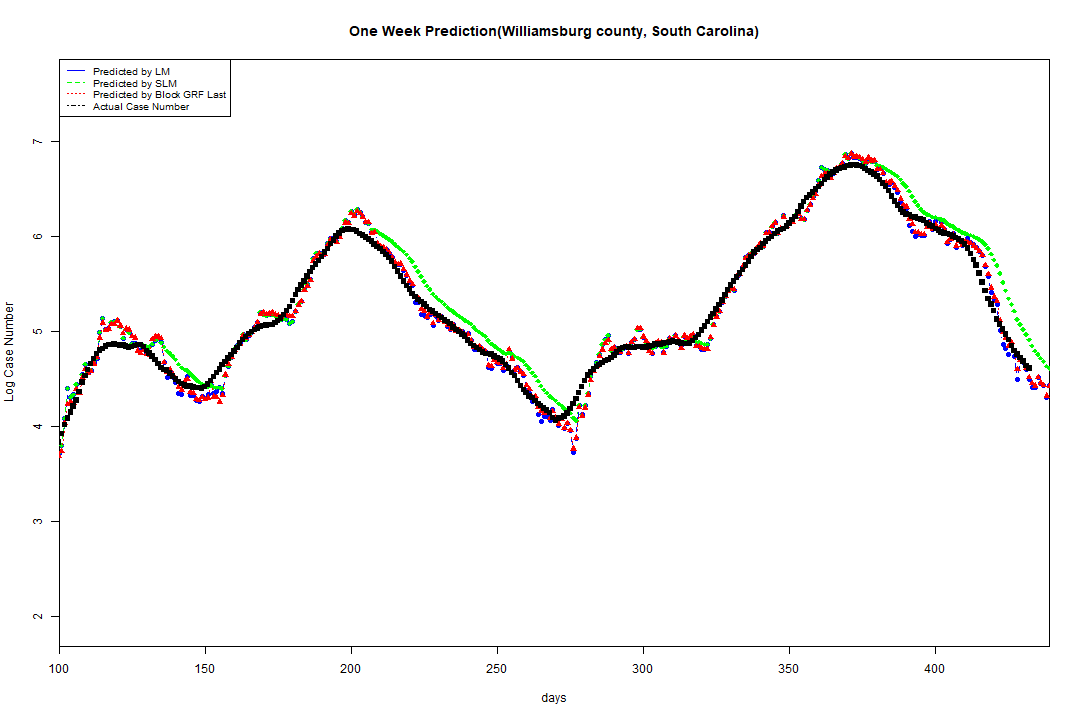 One Week Prediction(Williamsburg county, South Carolina)
Predicted by LM
Predicted by SLM
Predicted by Block GRF Last
Actual Case Number
7
6
5
4
3
2
Log Case Number
100 150 200 250 300 350 400
days